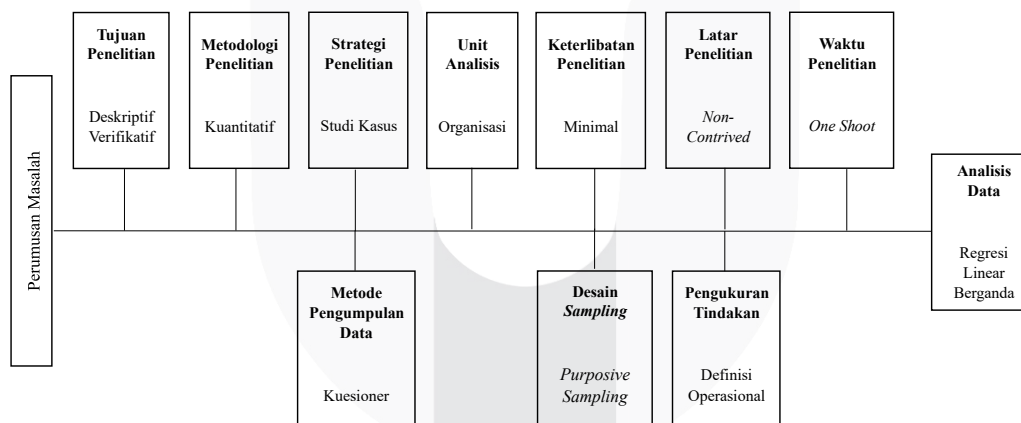 Perumusan Masalah
Tujuan
Penelitian
Deskriptif
Verifikatif
Metodologi
Penelitian
Kuantitatif
Strategi
Penelitian
Studi Kasus
Unit
Analisis
Organisasi
Keterlibatan
Penelitian
Minimal
Latar
Penelitian
Non-
Contrived
Waktu
Penelitian
One Shoot
Metode
Pengumpulan
Data
Kuesioner
Desain
Sampling
Purposive
Sampling
Pengukuran
Tindakan
Definisi
Operasional
Analisis
Data
Regresi
Linear
Berganda